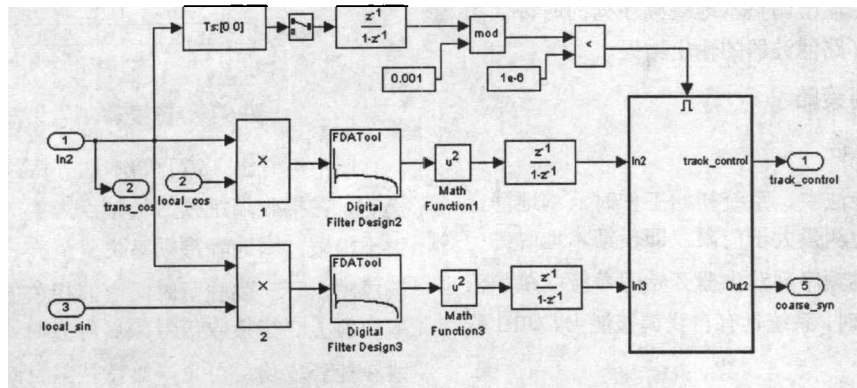 Ts:[0 0]
z-1
1-z-1
mod
<
0.001
1e-6
1
In2
2
trans_cos
2
local_cos
×
1
FDATool
Digital
Filter Design2
u2
Math
Function1
z-1
1-z-1
In2
track_control
1
track_control
3
local_sin
×
2
FDATool
Digital
Filter Design3
u2
Math
Function3
z-1
1-z-1
In3
Out2
5
coarse_syn